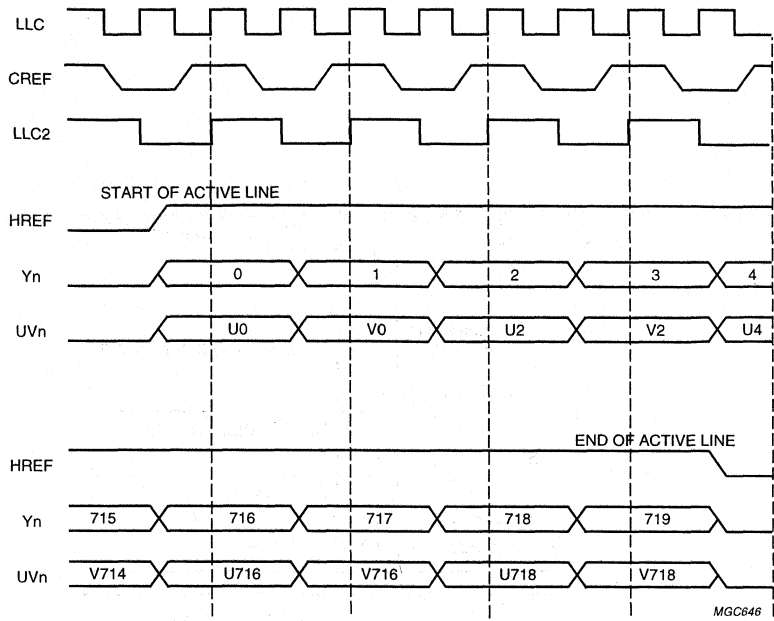 LLC
CREF
LLC2
START OF ACTIVE LINE
HREF
Yn 0 1 2 3 4
UVn U0 V0 U2 V2 U4
END OF ACTIVE LINE
HREF
Yn 715 716 717 718 719
UVn V714 U716 V716 U718 V718
MGC646